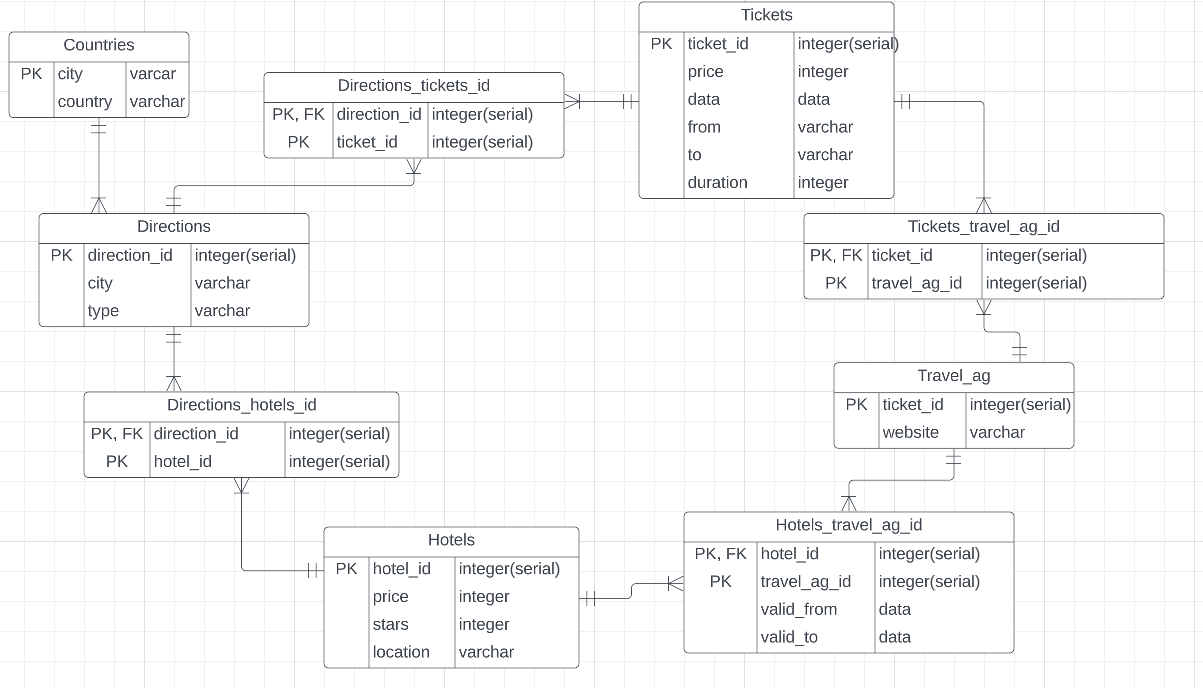 Tickets
PK ticket_id integer(serial)
price integer
data data
from varchar
to varchar
duration integer
Countries
PK city varcar
country varchar
Directions_tickets_id
PK, FK direction_id integer(serial)
PK ticket_id integer(serial)
Directions
PK direction_id integer(serial)
city varchar
type varchar
Tickets_travel_ag_id
PK, FK ticket_id integer(serial)
PK travel_ag_id integer(serial)
Travel_ag
PK ticket_id integer(serial)
website varchar
Directions_hotels_id
PK, FK direction_id integer(serial)
PK hotel_id integer(serial)
Hotels
PK hotel_id integer(serial)
price integer
stars integer
location varchar
Hotels_travel_ag_id
PK, FK hotel_id integer(serial)
PK travel_ag_id integer(serial)
valid_from data
valid_to data